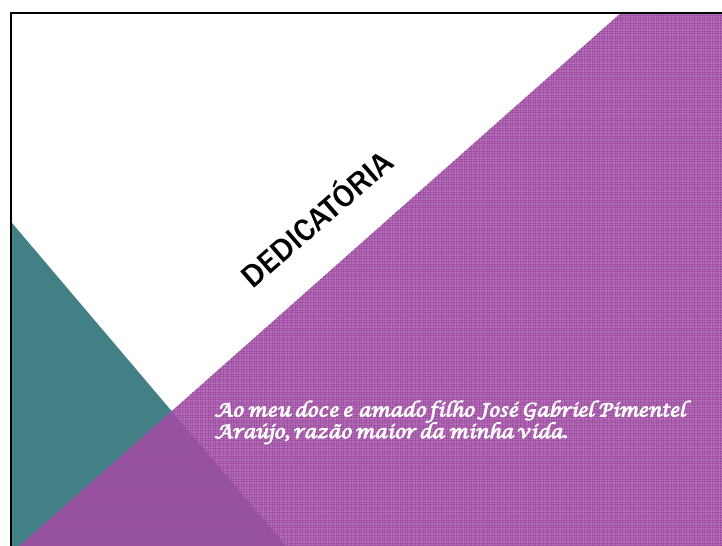 DEDICATÓRIA
Ao meu doce e amado filho José Gabriel Pimentel
Araújo, razão maior da minha vida.